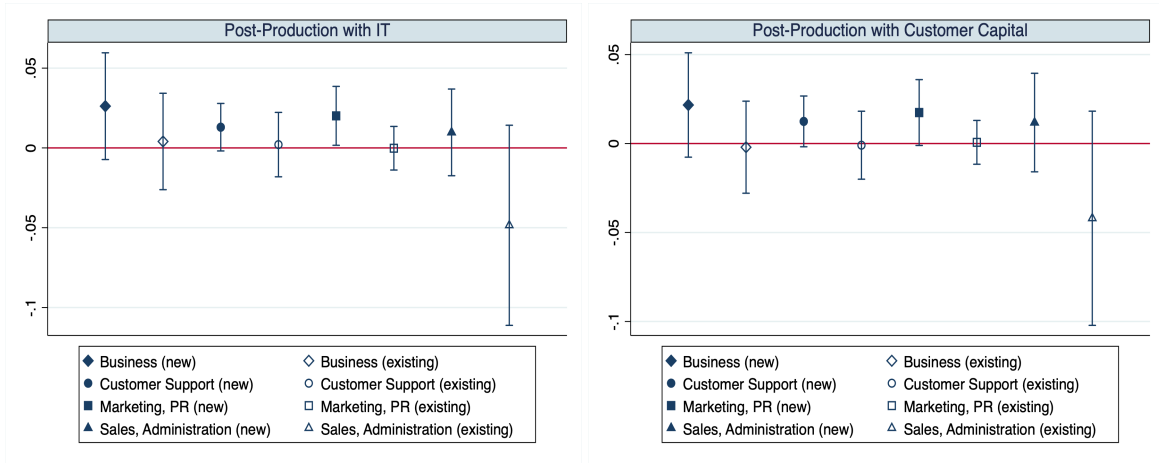 Post-Production with IT
.05
0
-.05
-.1
Business (new) Business (existing)
Customer Support (new) Customer Support (existing)
Marketing, PR (new) Marketing, PR (existing)
Sales, Administration (new) Sales, Administration (existing)
Post-Production with Customer Capital
.05
0
-.05
-.1
Business (new) Business (existing)
Customer Support (new) Customer Support (existing)
Marketing, PR (new) Marketing, PR (existing)
Sales, Administration (new) Sales, Administration (existing)